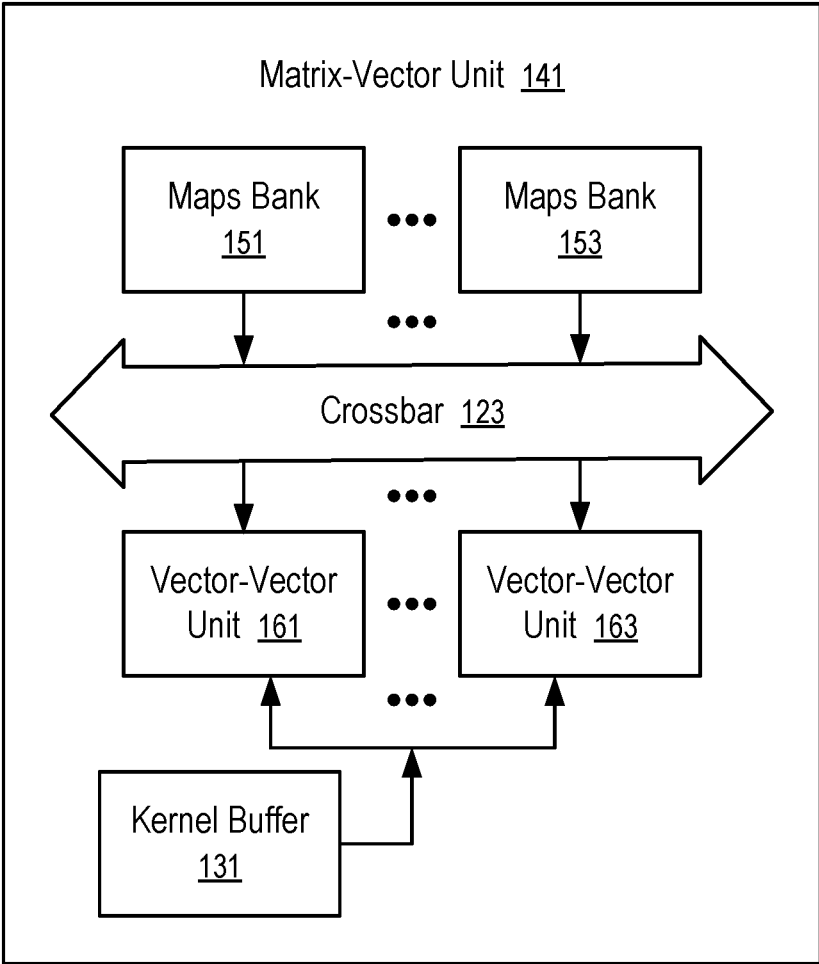 Matrix-Vector Unit 141
Maps Bank
151
Maps Bank
153
Crossbar 123
Vector-Vector
Unit 161
Vector-Vector
Unit 163
Kernel Buffer
131